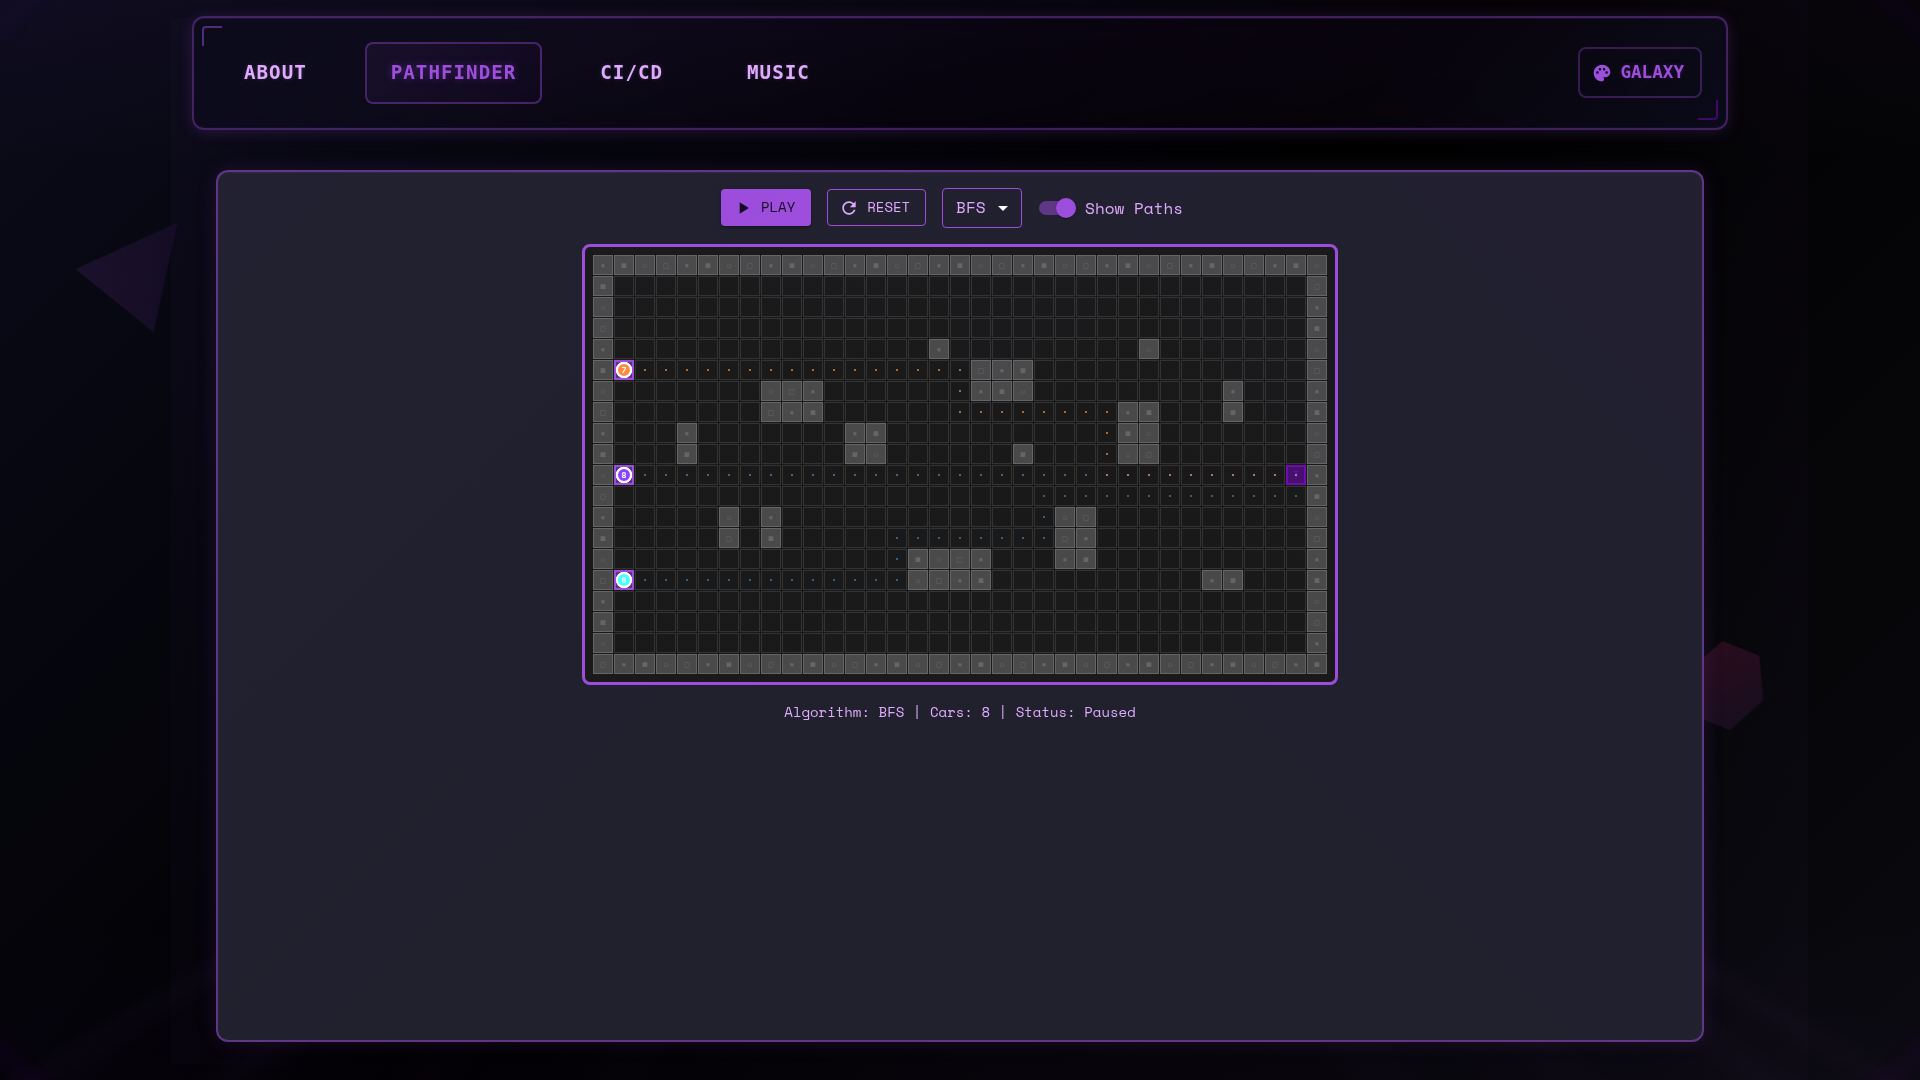 ABOUT
PATHFINDER
CI/CD
MUSIC
GALAXY
PLAY
RESET
BFS
Show Paths
7
8
6
Algorithm: BFS | Cars: 8 | Status: Paused